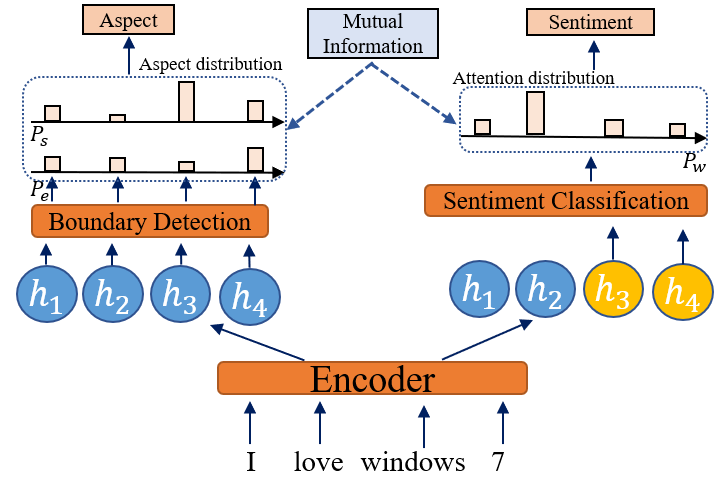 Aspect
Mutual
Information
Sentiment
Aspect distribution
Attention distribution
P_s
P_e
P_w
Boundary Detection
Sentiment Classification
h_1 h_2 h_3 h_4
h_1 h_2 h_3 h_4
Encoder
I love windows 7